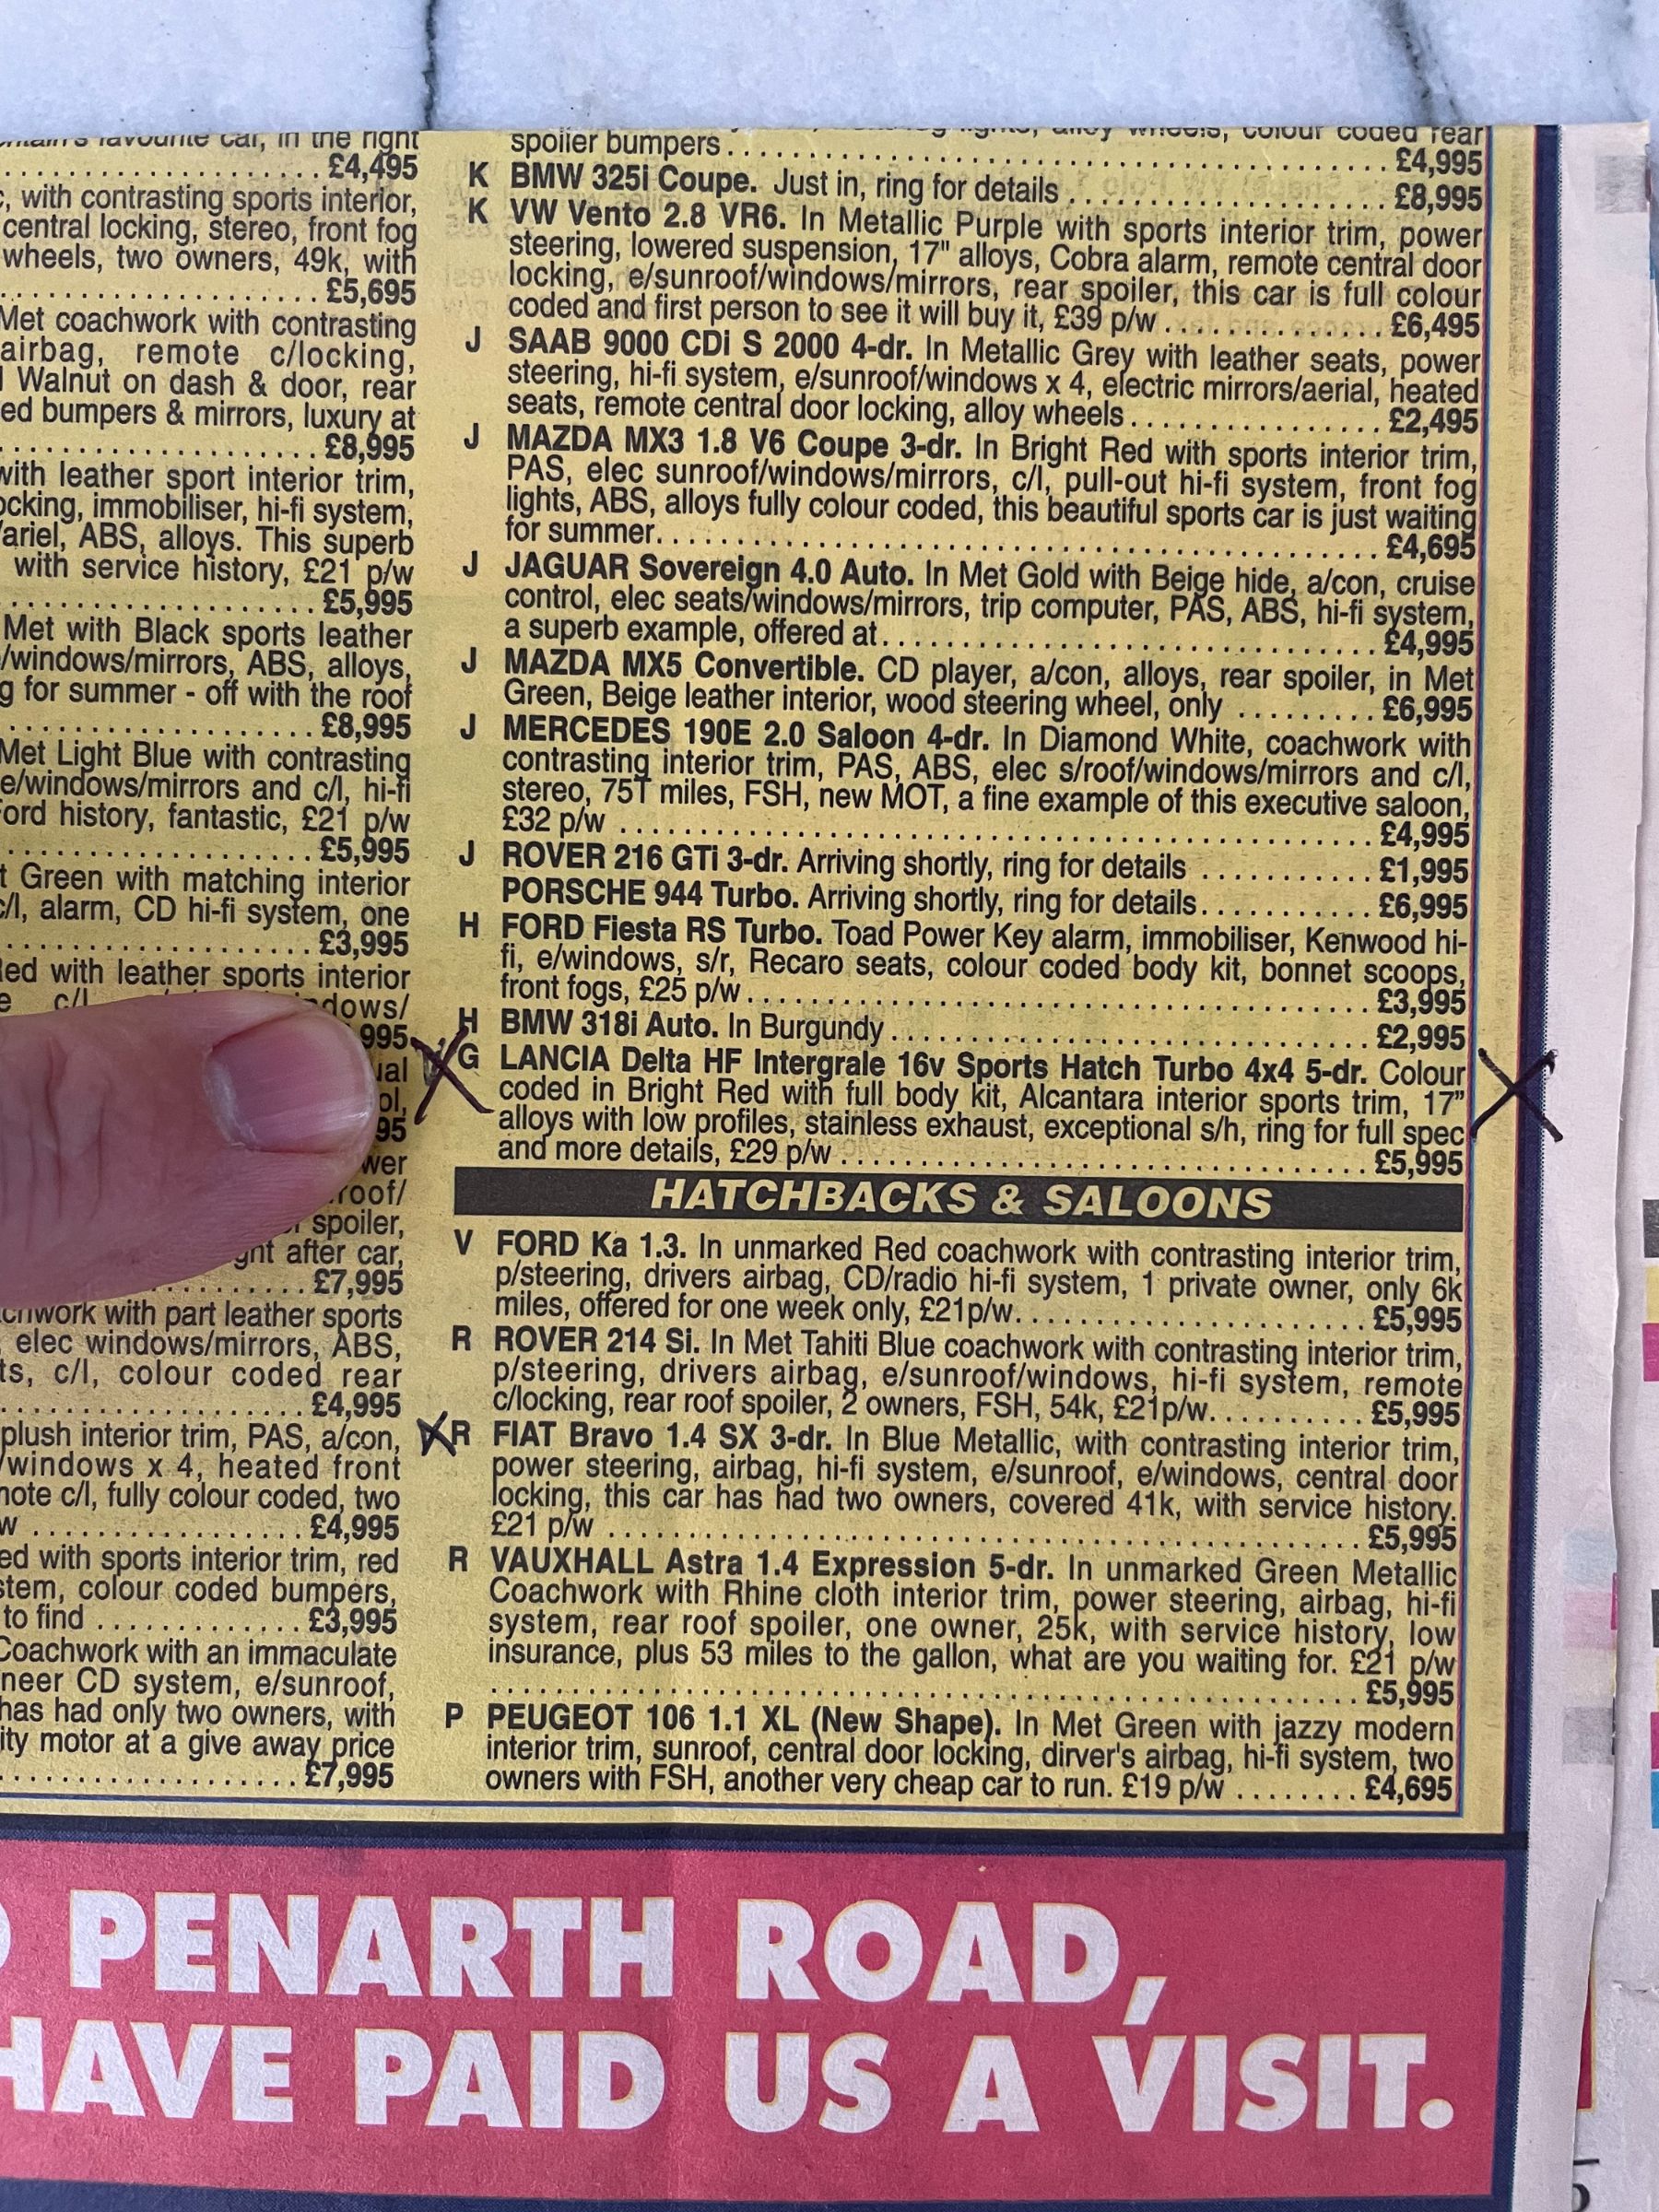 favourite car, in the right
£4,495
with contrasting sports interior,
central locking, stereo, front fog
wheels, two owners, 49k, with
£5,695
Met coachwork with contrasting
airbag, remote c/locking,
Walnut on dash & door, rear
ed bumpers & mirrors, luxury at
£8,995
with leather sport interior trim,
ocking, immobiliser, hi-fi system,
/ariel, ABS, alloys. This superb
with service history, £21 p/w
£5,995
Met with Black sports leather
/windows/mirrors, ABS, alloys,
g for summer - off with the roof
£8,995
Met Light Blue with contrasting
e/windows/mirrors and c/l, hi-fi
ord history, fantastic, £21 p/w
£5,995
t Green with matching interior
c/l, alarm, CD hi-fi system, one
£3,995
ed with leather sports interior
e c/l dows/
995
ual
ol,
95
wer
roof/
spoiler,
ght after car,
£7,995
work with part leather sports
elec windows/mirrors, ABS,
ts, c/l, colour coded rear
£4,995
plush interior trim, PAS, a/con,
/windows x 4, heated front
mote c/l, fully colour coded, two
w £4,995
ed with sports interior trim, red
stem, colour coded bumpers,
to find £3,995
Coachwork with an immaculate
neer CD system, e/sunroof,
has had only two owners, with
ity motor at a give away price
£7,995
lights, alloy wheels, colour coded rear
spoiler bumpers £4,995
K BMW 325i Coupe. Just in, ring for details £8,995
K VW Vento 2.8 VR6. In Metallic Purple with sports interior trim, power
steering, lowered suspension, 17" alloys, Cobra alarm, remote central door
locking, e/sunroof/windows/mirrors, rear spoiler, this car is full colour
coded and first person to see it will buy it, £39 p/w £6,495
J SAAB 9000 CDi S 2000 4-dr. In Metallic Grey with leather seats, power
steering, hi-fi system, e/sunroof/windows x 4, electric mirrors/aerial, heated
seats, remote central door locking, alloy wheels £2,495
J MAZDA MX3 1.8 V6 Coupe 3-dr. In Bright Red with sports interior trim,
PAS, elec sunroof/windows/mirrors, c/l, pull-out hi-fi system, front fog
lights, ABS, alloys fully colour coded, this beautiful sports car is just waiting
for summer £4,695
J JAGUAR Sovereign 4.0 Auto. In Met Gold with Beige hide, a/con, cruise
control, elec seats/windows/mirrors, trip computer, PAS, ABS, hi-fi system,
a superb example, offered at £4,995
J MAZDA MX5 Convertible. CD player, a/con, alloys, rear spoiler, in Met
Green, Beige leather interior, wood steering wheel, only £6,995
J MERCEDES 190E 2.0 Saloon 4-dr. In Diamond White, coachwork with
contrasting interior trim, PAS, ABS, elec s/roof/windows/mirrors and c/l,
stereo, 75T miles, FSH, new MOT, a fine example of this executive saloon,
£32 p/w £4,995
J ROVER 216 GTi 3-dr. Arriving shortly, ring for details £1,995
PORSCHE 944 Turbo. Arriving shortly, ring for details £6,995
H FORD Fiesta RS Turbo. Toad Power Key alarm, immobiliser, Kenwood hi-
fi, e/windows, s/r, Recaro seats, colour coded body kit, bonnet scoops,
front fogs, £25 p/w £3,995
H BMW 318i Auto. In Burgundy £2,995
G LANCIA Delta HF Intergrale 16v Sports Hatch Turbo 4x4 5-dr. Colour
coded in Bright Red with full body kit, Alcantara interior sports trim, 17"
alloys with low profiles, stainless exhaust, exceptional s/h, ring for full spec
and more details, £29 p/w £5,995
HATCHBACKS & SALOONS
V FORD Ka 1.3. In unmarked Red coachwork with contrasting interior trim,
p/steering, drivers airbag, CD/radio hi-fi system, 1 private owner, only 6k
miles, offered for one week only, £21p/w £5,995
R ROVER 214 Si. In Met Tahiti Blue coachwork with contrasting interior trim,
p/steering, drivers airbag, e/sunroof/windows, hi-fi system, remote
c/locking, rear roof spoiler, 2 owners, FSH, 54k, £21p/w £5,995
R FIAT Bravo 1.4 SX 3-dr. In Blue Metallic, with contrasting interior trim,
power steering, airbag, hi-fi system, e/sunroof, e/windows, central door
locking, this car has had two owners, covered 41k, with service history.
£21 p/w £5,995
R VAUXHALL Astra 1.4 Expression 5-dr. In unmarked Green Metallic
Coachwork with Rhine cloth interior trim, power steering, airbag, hi-fi
system, rear roof spoiler, one owner, 25k, with service history, low
insurance, plus 53 miles to the gallon, what are you waiting for. £21 p/w
£5,995
P PEUGEOT 106 1.1 XL (New Shape). In Met Green with jazzy modern
interior trim, sunroof, central door locking, dirver's airbag, hi-fi system, two
owners with FSH, another very cheap car to run. £19 p/w £4,695
PENARTH ROAD,
HAVE PAID US A VISIT.